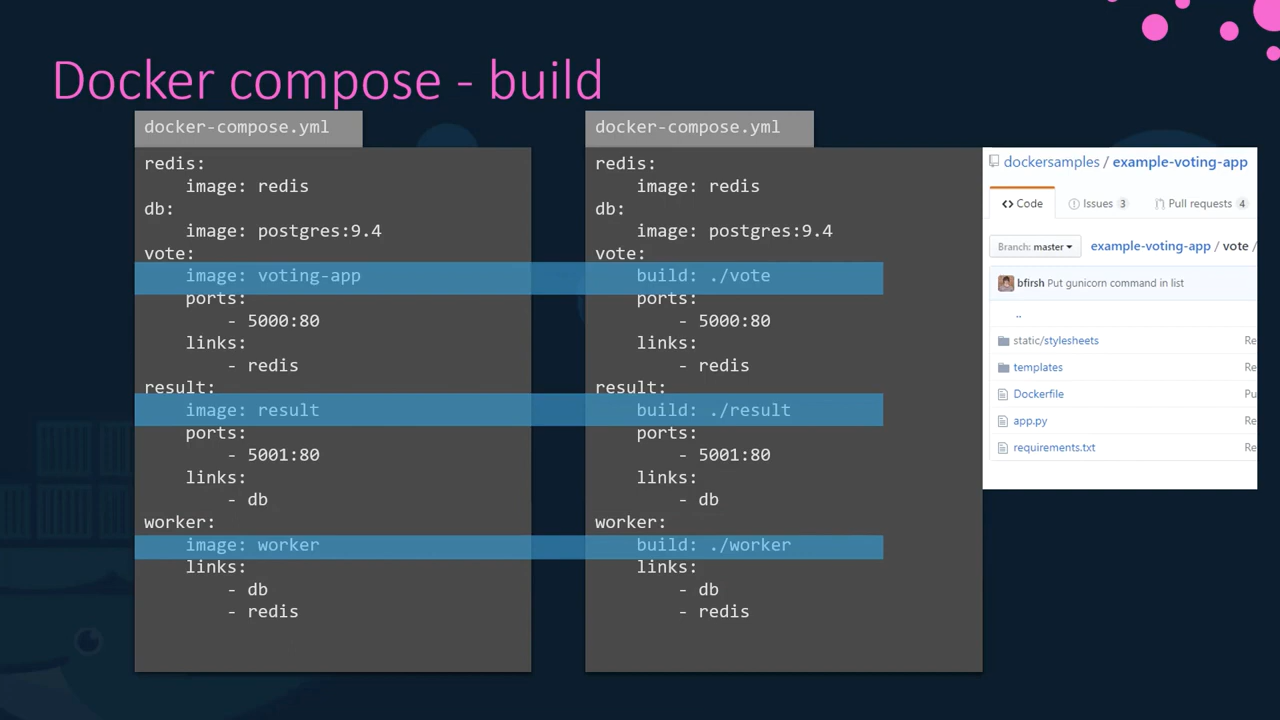 Docker compose - build
docker-compose.yml
redis:
image: redis
db:
image: postgres:9.4
vote:
image: voting-app
ports:
- 5000:80
links:
- redis
result:
image: result
ports:
- 5001:80
links:
- db
worker:
image: worker
links:
- db
- redis
docker-compose.yml
redis:
image: redis
db:
image: postgres:9.4
vote:
build: ./vote
ports:
- 5000:80
links:
- redis
result:
build: ./result
ports:
- 5001:80
links:
- db
worker:
build: ./worker
links:
- db
- redis
dockersamples / example-voting-app
<> Code Issues 3 Pull requests 4
Branch: master example-voting-app / vote /
bfirsh Put gunicorn command in list
..
static/stylesheets Re
templates Re
Dockerfile Pu
app.py Re
requirements.txt Re